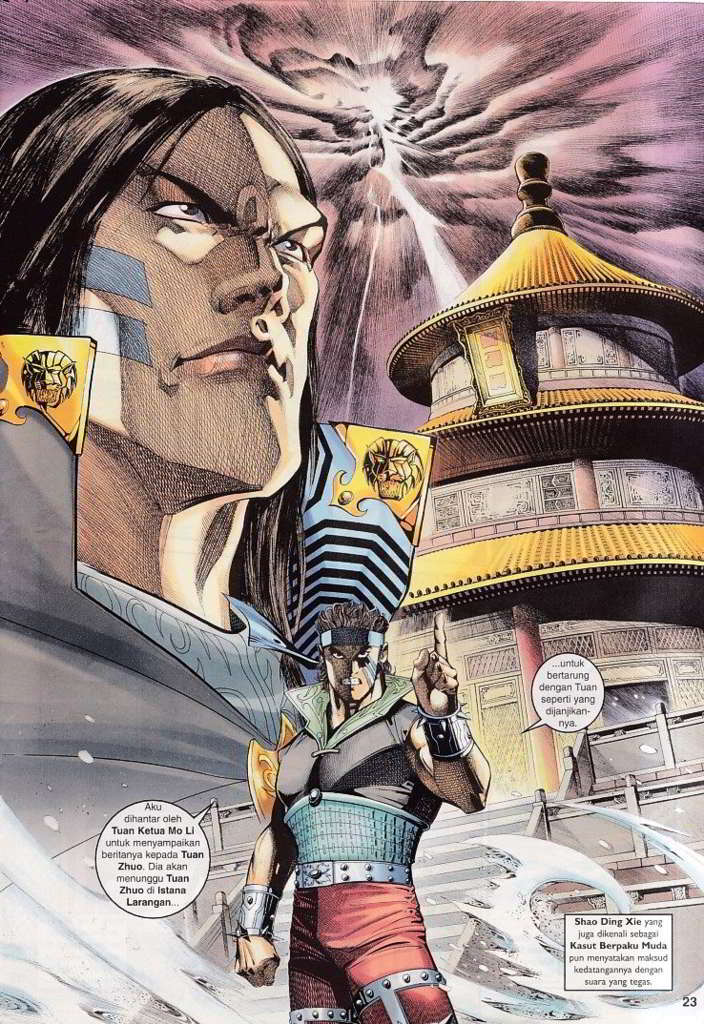 Aku
dihantar oleh
Tuan Ketua Mo Li
untuk menyampaikan
beritanya kepada Tuan
Zhuo. Dia akan
menunggu Tuan
Zhuo di Istana
Larangan...
...untuk
bertarung
dengan Tuan
seperti yang
dijanjikan-
nya.
Shao Ding Xie yang
juga dikenali sebagai
Kasut Berpaku Muda
pun menyatakan maksud
kedatangannya dengan
suara yang tegas.
23